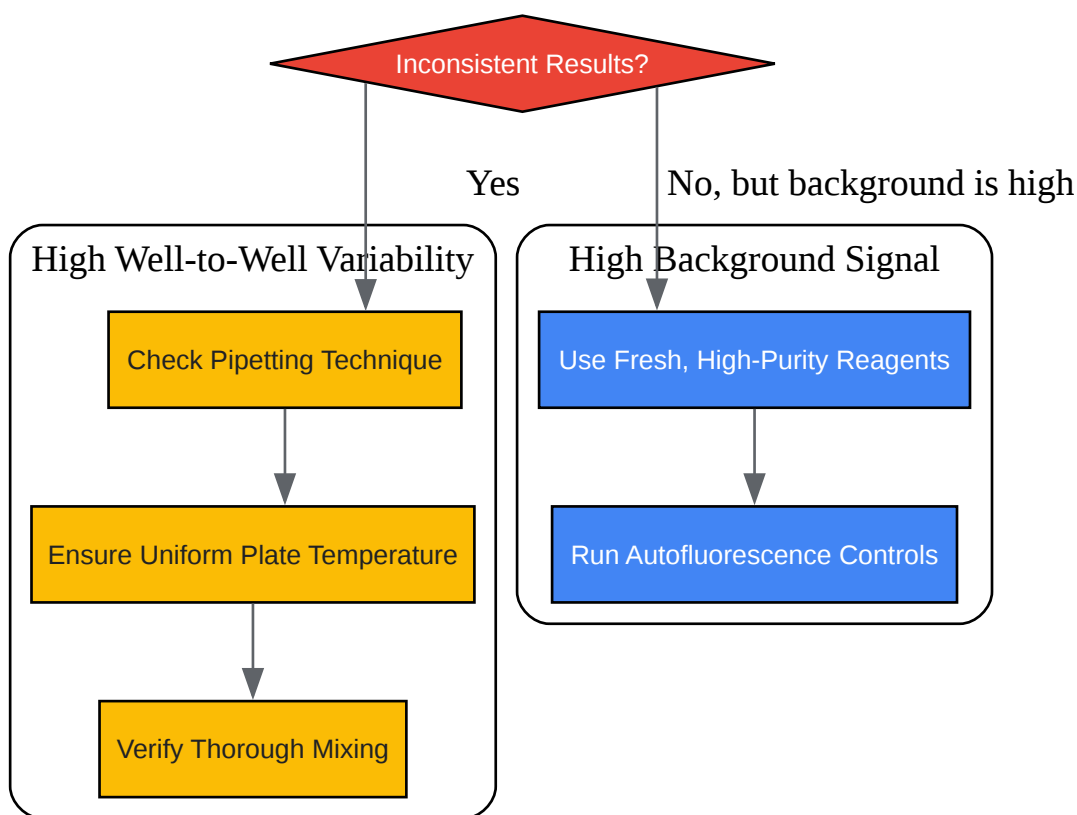 Inconsistent Results?
Yes
No, but background is high
High Well-to-Well Variability
High Background Signal
Check Pipetting Technique
Use Fresh, High-Purity Reagents
Ensure Uniform Plate Temperature
Run Autofluorescence Controls
Verify Thorough Mixing